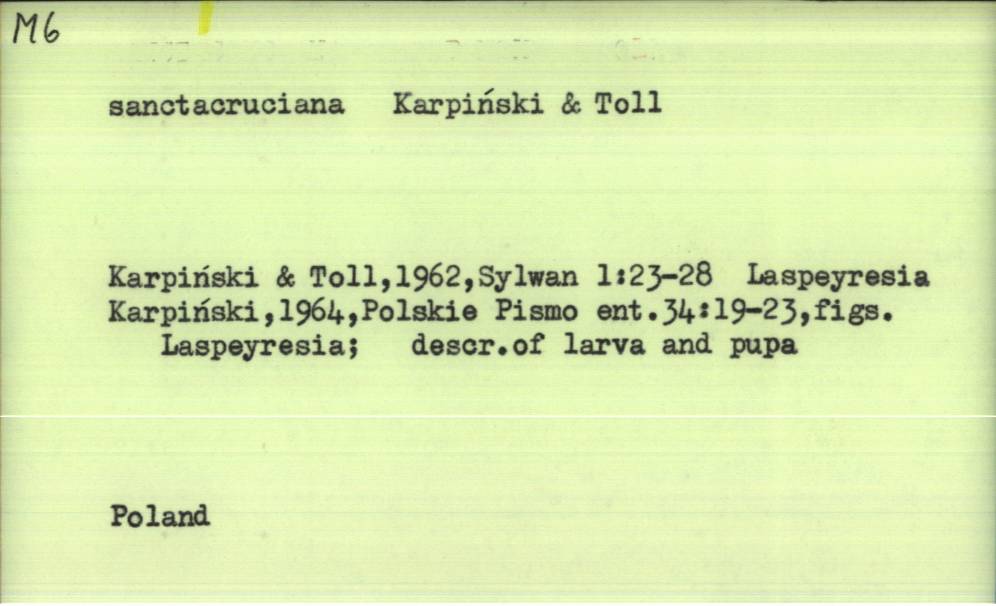 M6
sanctacruciana Karpiński & Toll
Karpiński & Toll,1962,Sylwan 1:23-28 Laspeyresia
Karpiński,1964,Polskie Pismo ent.34:19-23,figs.
Laspeyresia; descr.of larva and pupa
Poland